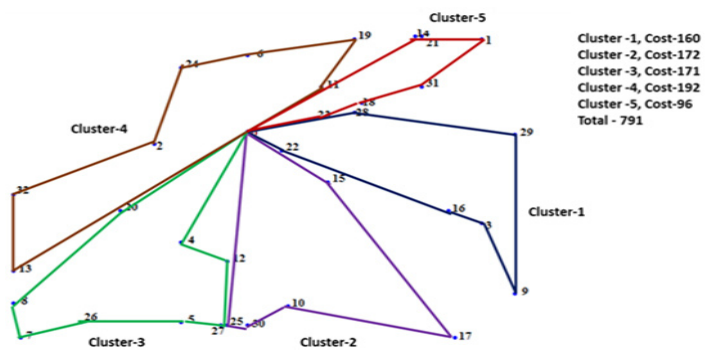 Cluster-5
Cluster -1, Cost-160
Cluster -2, Cost-172
Cluster -3, Cost-171
Cluster -4, Cost-192
Cluster -5, Cost-96
Total - 791
19
14
21
1
6
24
11
31
18
23
28
29
Cluster-4
2
22
15
32
20
16
3
Cluster-1
4
12
13
8
9
10
26
5
27
25
30
7
17
Cluster-3
Cluster-2